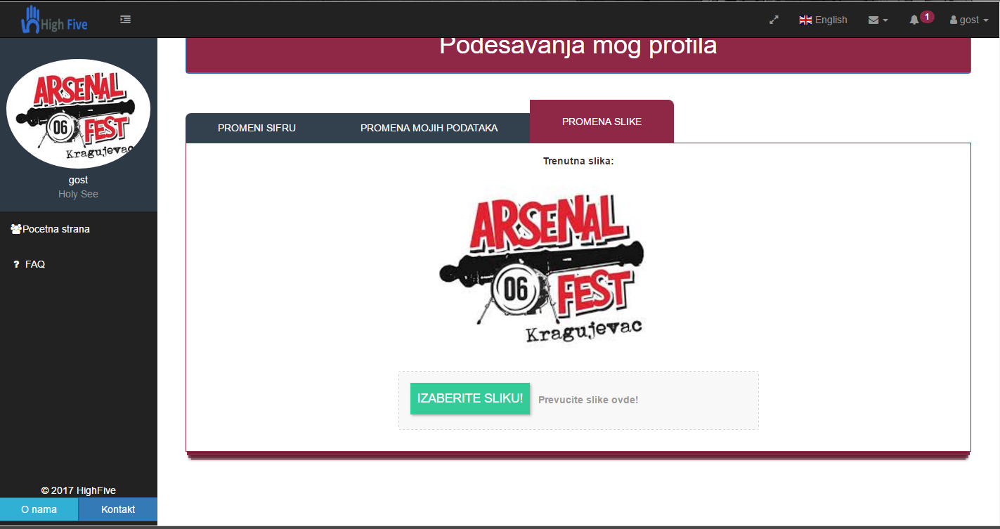 High Five
English
1
gost
ARSENAL
06 FEST
Kragujevac
gost
Holy See
Pocetna strana
? FAQ
© 2017 HighFive
O nama
Kontakt
Podesavanja mog profila
PROMENI SIFRU
PROMENA MOJIH PODATAKA
PROMENA SLIKE
Trenutna slika:
ARSENAL
06 FEST
Kragujevac
IZABERITE SLIKU!
Prevucite slike ovde!